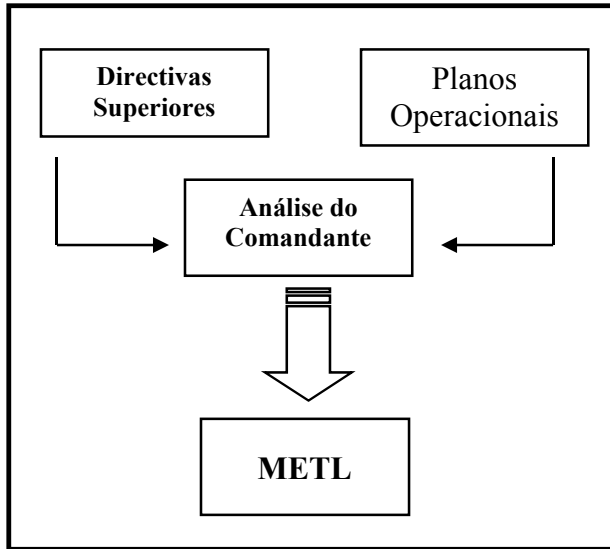 Directivas
Superiores
Planos
Operacionais
Análise do
Comandante
METL